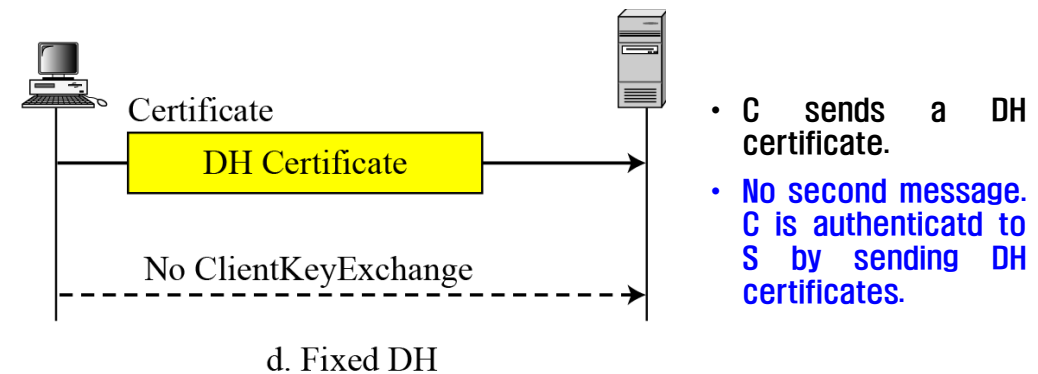 Certificate
DH Certificate
No ClientKeyExchange
d. Fixed DH
• C sends a DH
certificate.
• No second message.
C is authenticatd to
S by sending DH
certificates.